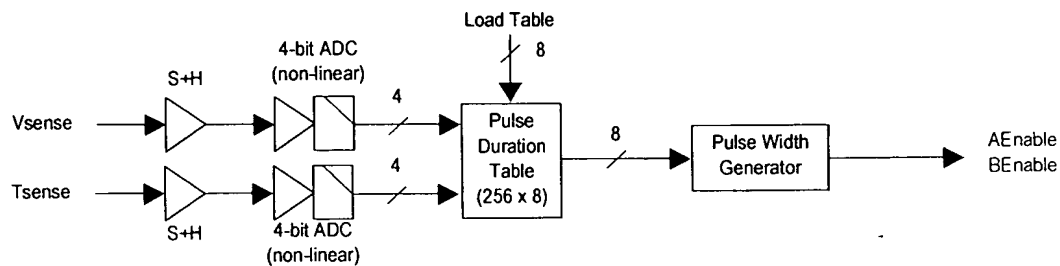 Load Table
8
4-bit ADC
(non-linear)
S+H
4
Vsense
Pulse
Duration
Table
(256 x 8)
8
Pulse Width
Generator
AEnable
BEnable
Tsense
4
S+H
4-bit ADC
(non-linear)